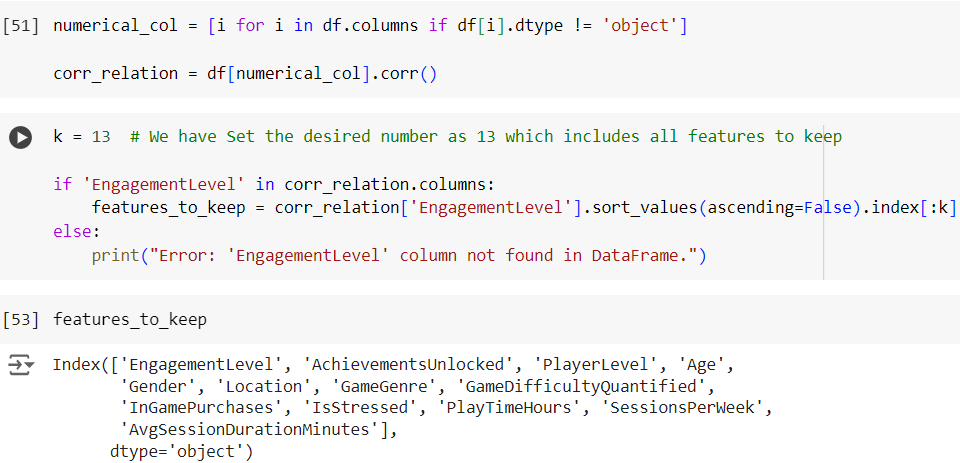 [51] numerical_col = [i for i in df.columns if df[i].dtype != 'object']
corr_relation = df[numerical_col].corr()
k = 13  # We have Set the desired number as 13 which includes all features to keep
if 'EngagementLevel' in corr_relation.columns:
    features_to_keep = corr_relation['EngagementLevel'].sort_values(ascending=False).index[:k]
else:
    print("Error: 'EngagementLevel' column not found in DataFrame.")
[53] features_to_keep
Index(['EngagementLevel', 'AchievementsUnlocked', 'PlayerLevel', 'Age',
       'Gender', 'Location', 'GameGenre', 'GameDifficultyQuantified',
       'InGamePurchases', 'IsStressed', 'PlayTimeHours', 'SessionsPerWeek',
       'AvgSessionDurationMinutes'],
      dtype='object')